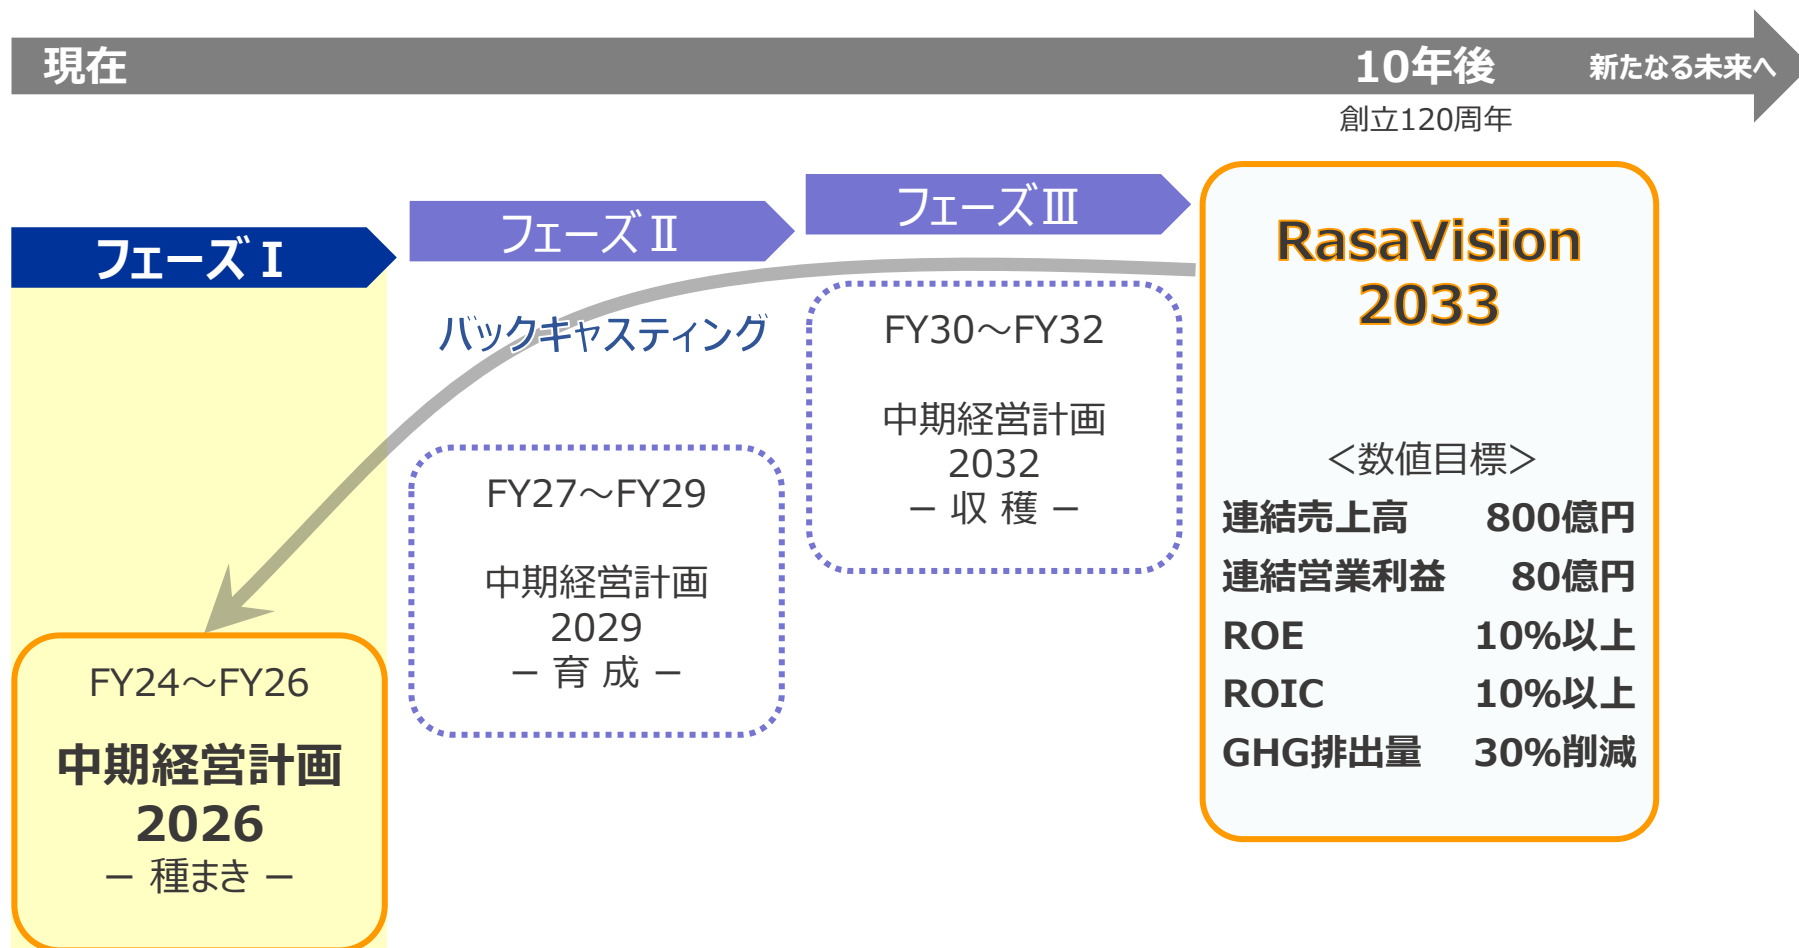 現在
10年後
新たなる未来へ
創立120周年
フェーズⅠ
フェーズⅡ
フェーズⅢ
バックキャスティング
FY24～FY26
中期経営計画
2026
－ 種まき －
FY27～FY29
中期経営計画
2029
－ 育 成 －
FY30～FY32
中期経営計画
2032
－ 収 穫 －
RasaVision
2033
＜数値目標＞
連結売上高 800億円
連結営業利益 80億円
ROE 10%以上
ROIC 10%以上
GHG排出量 30%削減